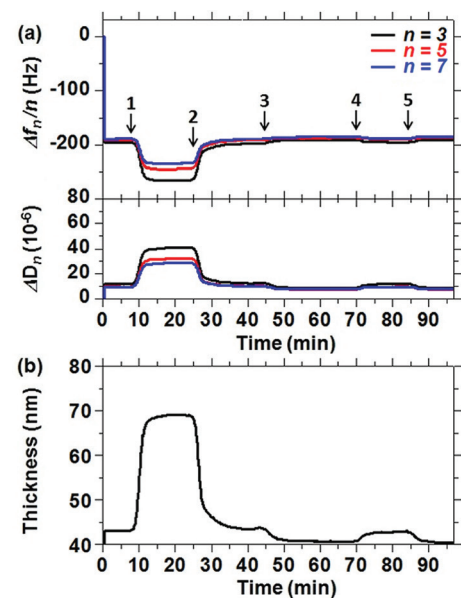 (a)
0
-100
-200
Δfn/n (Hz)
n = 3
n = 5
n = 7
1
2
3
4
5
80
60
40
20
0
ΔDn (10-6)
0 10 20 30 40 50 60 70 80 90
Time (min)
(b)
80
70
60
50
40
Thickness (nm)
0 10 20 30 40 50 60 70 80 90
Time (min)